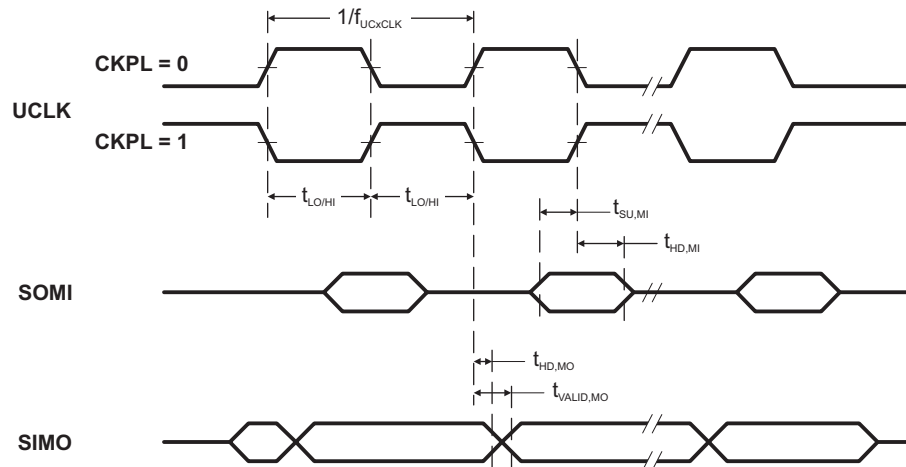 1/fUCxCLK
CKPL = 0
UCLK
CKPL = 1
tLO/HI tLO/HI
tSU,MI
tHD,MI
SOMI
tHD,MO
tVALID,MO
SIMO